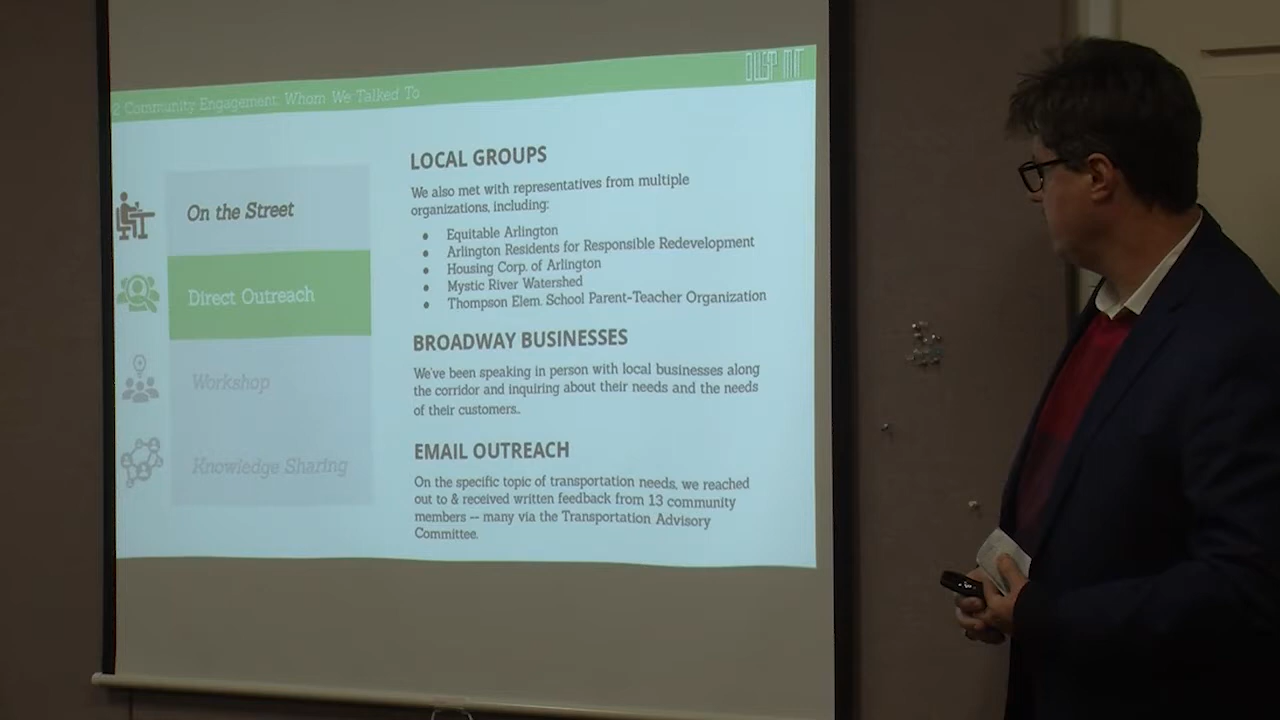 2 Community Engagement: Whom We Talked To
DUSP MIT
On the Street
Direct Outreach
Workshop
Knowledge Sharing
LOCAL GROUPS
We also met with representatives from multiple
organizations, including:
● Equitable Arlington
● Arlington Residents for Responsible Redevelopment
● Housing Corp. of Arlington
● Mystic River Watershed
● Thompson Elem. School Parent-Teacher Organization
BROADWAY BUSINESSES
We've been speaking in person with local businesses along
the corridor and inquiring about their needs and the needs
of their customers..
EMAIL OUTREACH
On the specific topic of transportation needs, we reached
out to & received written feedback from 13 community
members -- many via the Transportation Advisory
Committee.